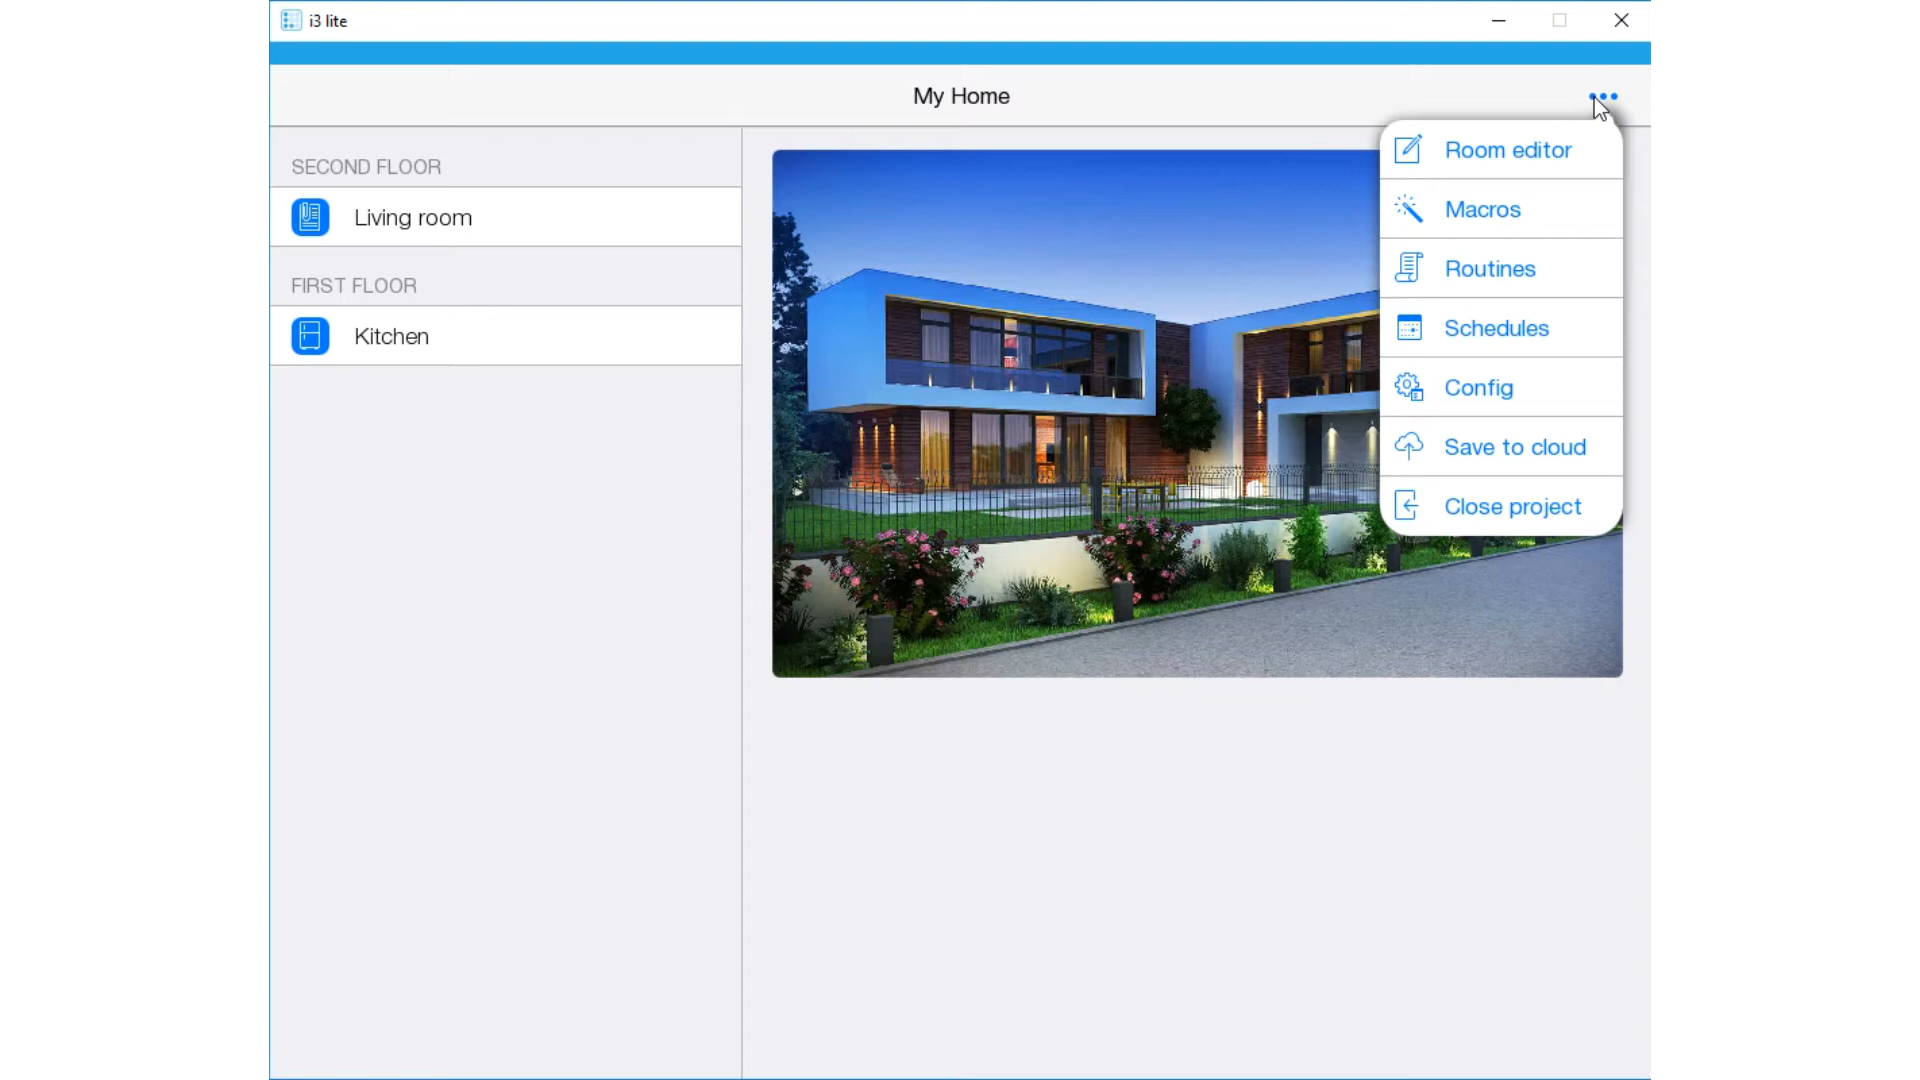 i3 lite
My Home
SECOND FLOOR
Living room
FIRST FLOOR
Kitchen
Room editor
Macros
Routines
Schedules
Config
Save to cloud
Close project